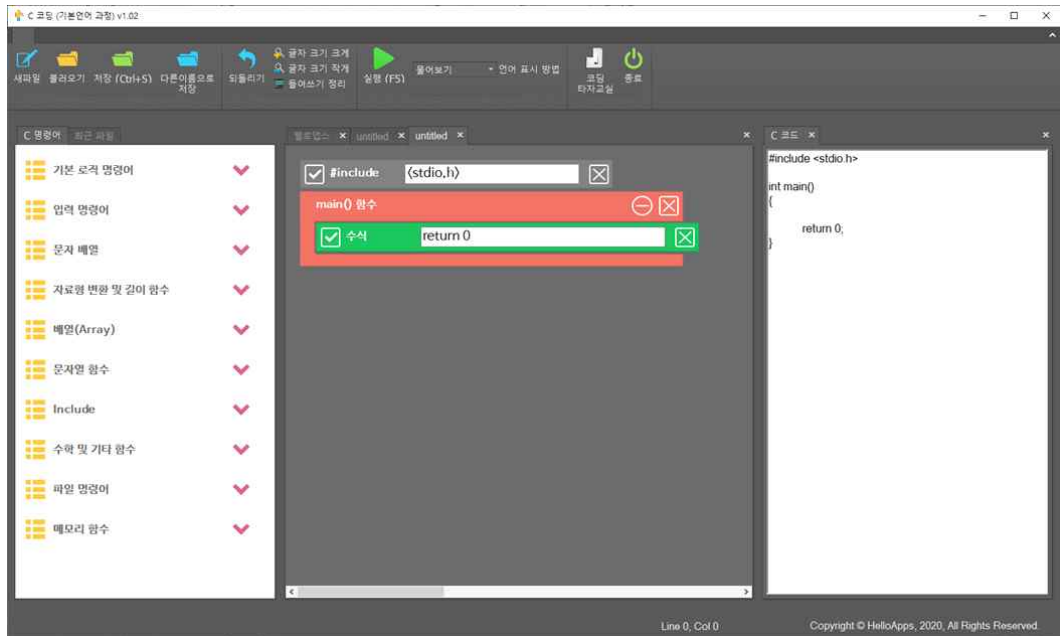 C 코딩 (기본언어 과정) v1.02
새파일
불러오기
저장 (Ctrl+S)
다른이름으로
저장
되돌리기
글자 크기 크게
글자 크기 작게
들여쓰기 정리
실행 (F5)
물어보기
언어 표시 방법
코딩
타자교실
종료
C 명령어
최근 파일
기본 로직 명령어
입력 명령어
문자 배열
자료형 변환 및 길이 함수
배열(Array)
문자열 함수
Include
수학 및 기타 함수
파일 명령어
메모리 함수
헬로앱스 × untitled × untitled ×
#include <stdio.h>
main() 함수
수식 return 0
C 코드 ×
#include <stdio.h>
int main()
{
return 0;
}
Line 0, Col 0
Copyright © HelloApps, 2020, All Rights Reserved.